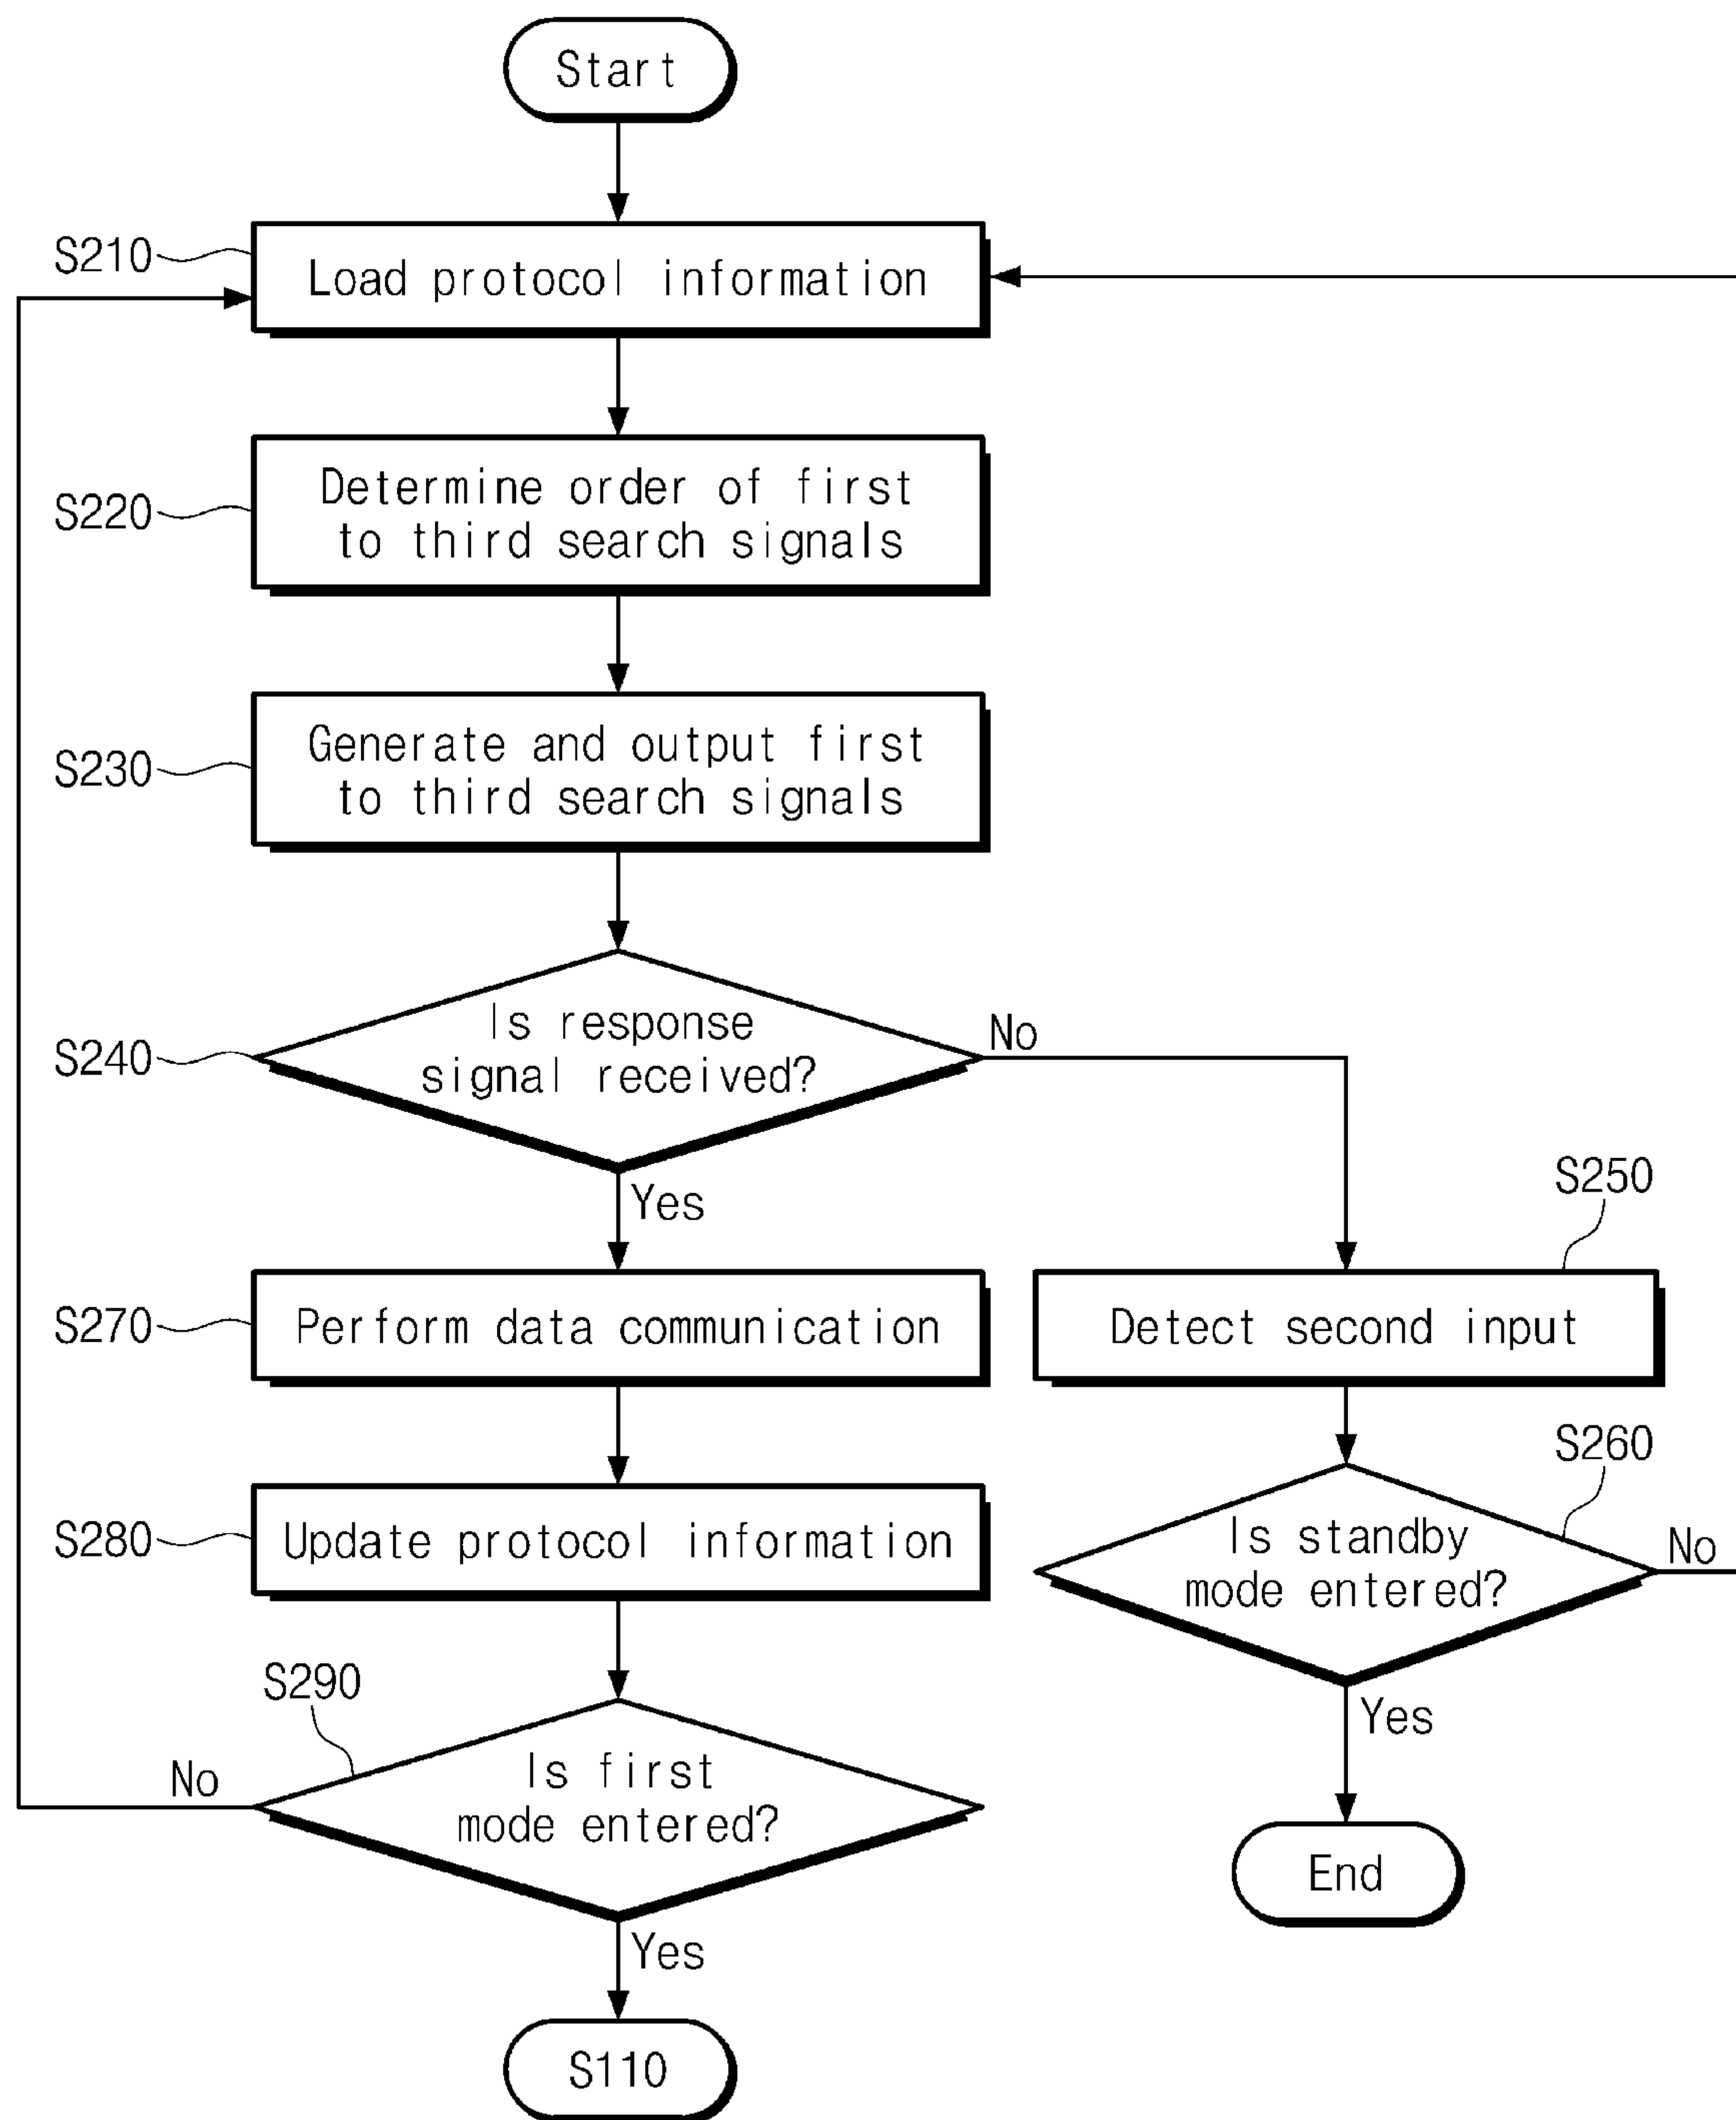 Start
S210
Load protocol information
S220
Determine order of first
to third search signals
S230
Generate and output first
to third search signals
S240
Is response
signal received?
No
Yes
S250
S270
Perform data communication
Detect second input
S260
S280
Update protocol information
Is standby
mode entered?
No
Yes
S290
Is first
mode entered?
No
Yes
End
S110